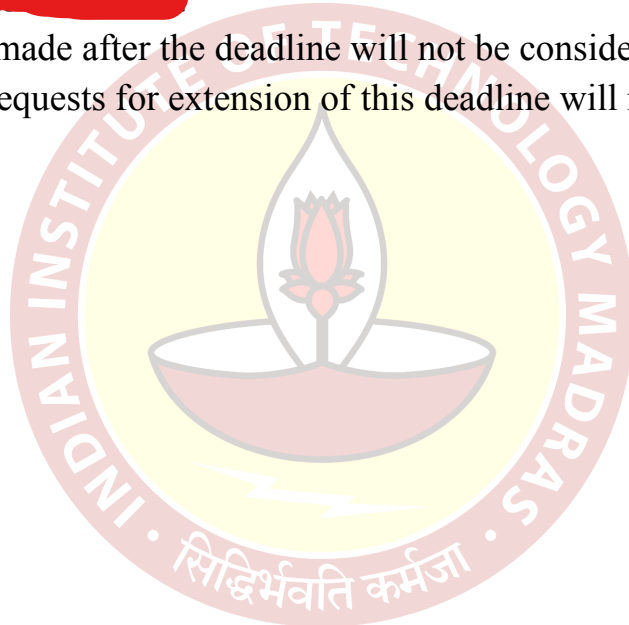 made after the deadline will not be conside
equests for extension of this deadline will
INDIAN INSTITUTE OF TECHNOLOGY MADRAS
सिद्धिर्भवति कर्मजा